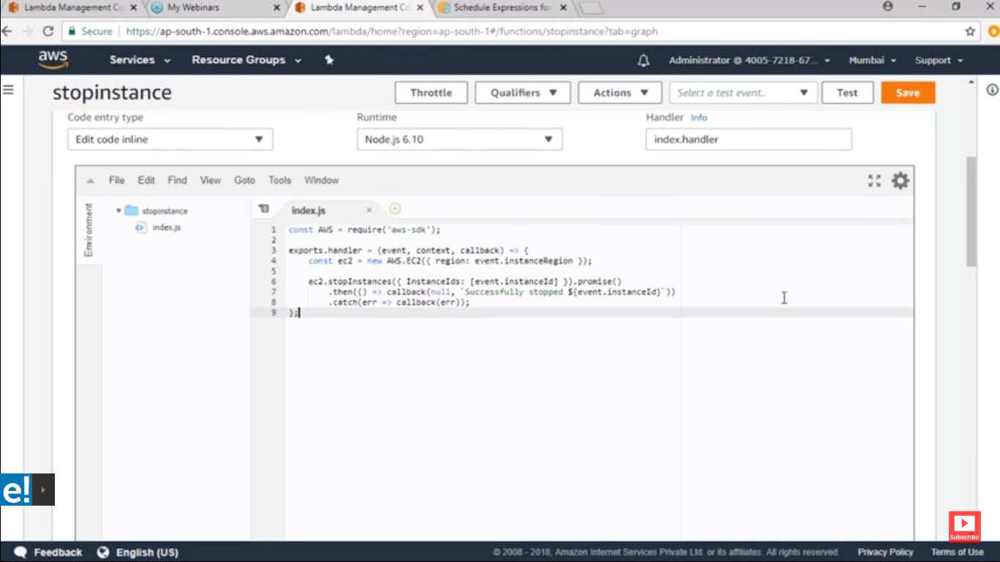 Lambda Management Co
My Webinars
Lambda Management Co
Schedule Expressions for
Secure
https://ap-south-1.console.aws.amazon.com/lambda/home?region=ap-south-1#/functions/stopinstance?tab=graph
aws
Services
Resource Groups
Administrator @ 4005-7218-67...
Mumbai
Support
stopinstance
Throttle
Qualifiers
Actions
Select a test event..
Test
Save
Code entry type
Runtime
Handler Info
Edit code inline
Node.js 6.10
index.handler
File Edit Find View Goto Tools Window
Environment
stopinstance
index.js
index.js
1 const AWS = require('aws-sdk');
2
3 exports.handler = (event, context, callback) => {
4 const ec2 = new AWS.EC2({ region: event.instanceRegion });
5
6 ec2.stopInstances({ InstanceIds: [event.instanceId] }).promise()
7 .then(() => callback(null, `Successfully stopped ${event.instanceId}`))
8 .catch(err => callback(err));
9 };
e!
Subscribe
Feedback
English (US)
© 2008 - 2018, Amazon Internet Services Private Ltd. or its affiliates. All rights reserved.
Privacy Policy
Terms of Use